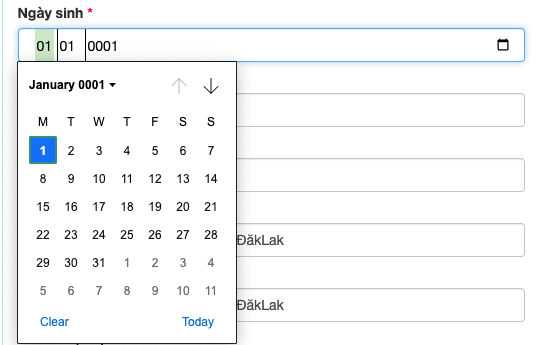 Ngày sinh *
01 01 0001
January 0001
M T W T F S S
1 2 3 4 5 6 7
8 9 10 11 12 13 14
15 16 17 18 19 20 21
22 23 24 25 26 27 28
29 30 31 1 2 3 4
5 6 7 8 9 10 11
Clear Today
ĐăkLak
ĐăkLak